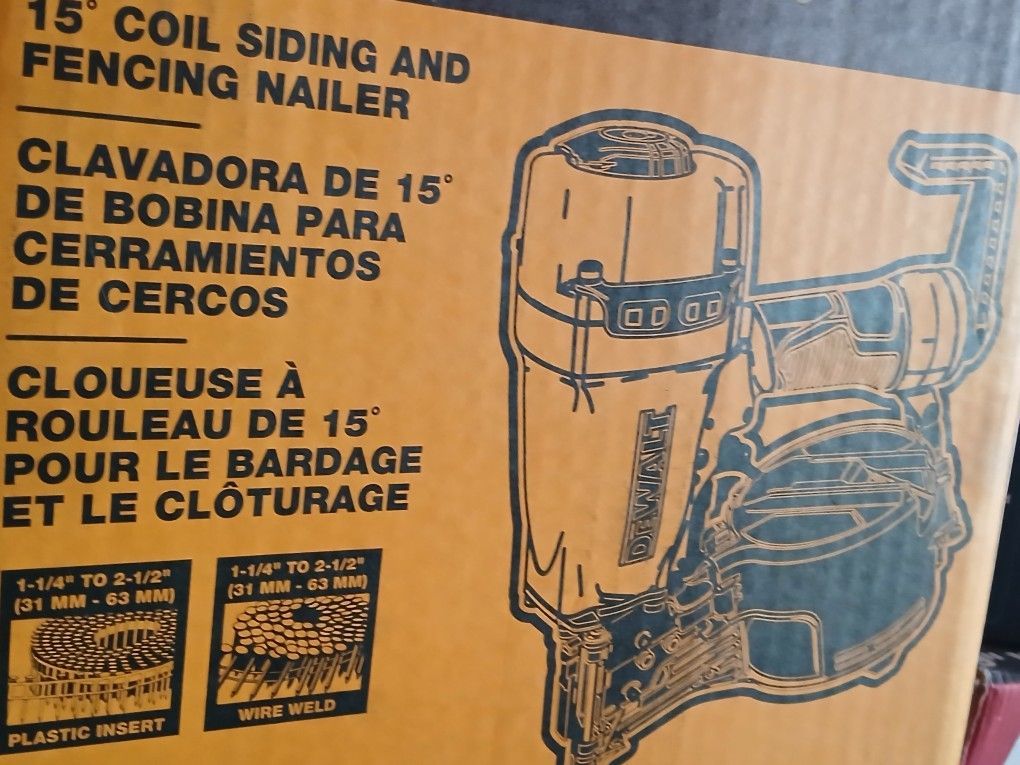 15° COIL SIDING AND
FENCING NAILER
CLAVADORA DE 15°
DE BOBINA PARA
CERRAMIENTOS
DE CERCOS
CLOUEUSE À
ROULEAU DE 15°
POUR LE BARDAGE
ET LE CLÔTURAGE
1-1/4" TO 2-1/2"
(31 MM - 63 MM)
PLASTIC INSERT
1-1/4" TO 2-1/2"
(31 MM - 63 MM)
WIRE WELD
DEWALT